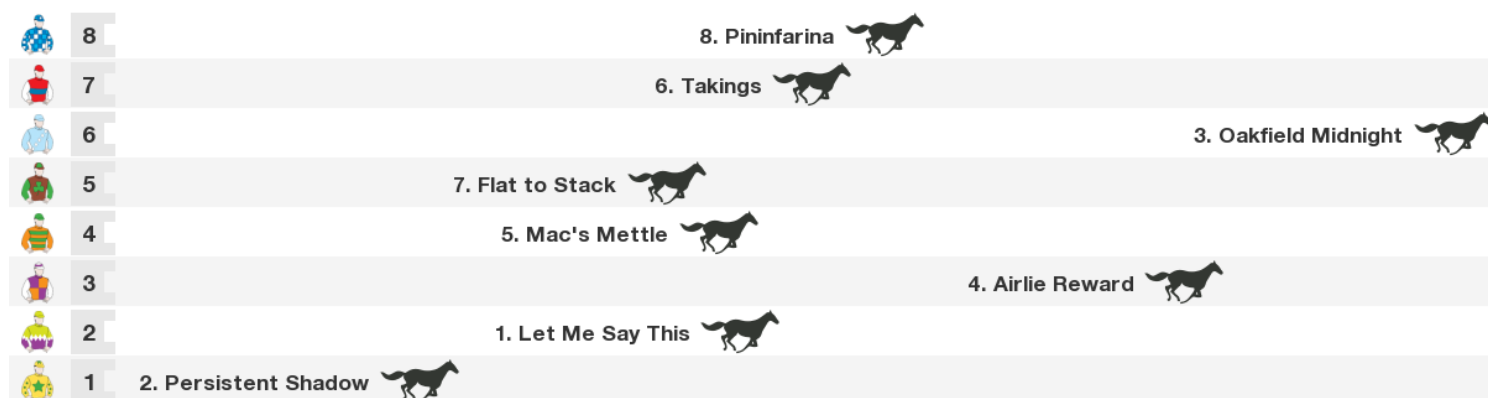 8 8. Pininfarina
7 6. Takings
6 3. Oakfield Midnight
5 7. Flat to Stack
4 5. Mac's Mettle
3 4. Airlie Reward
2 1. Let Me Say This
1 2. Persistent Shadow